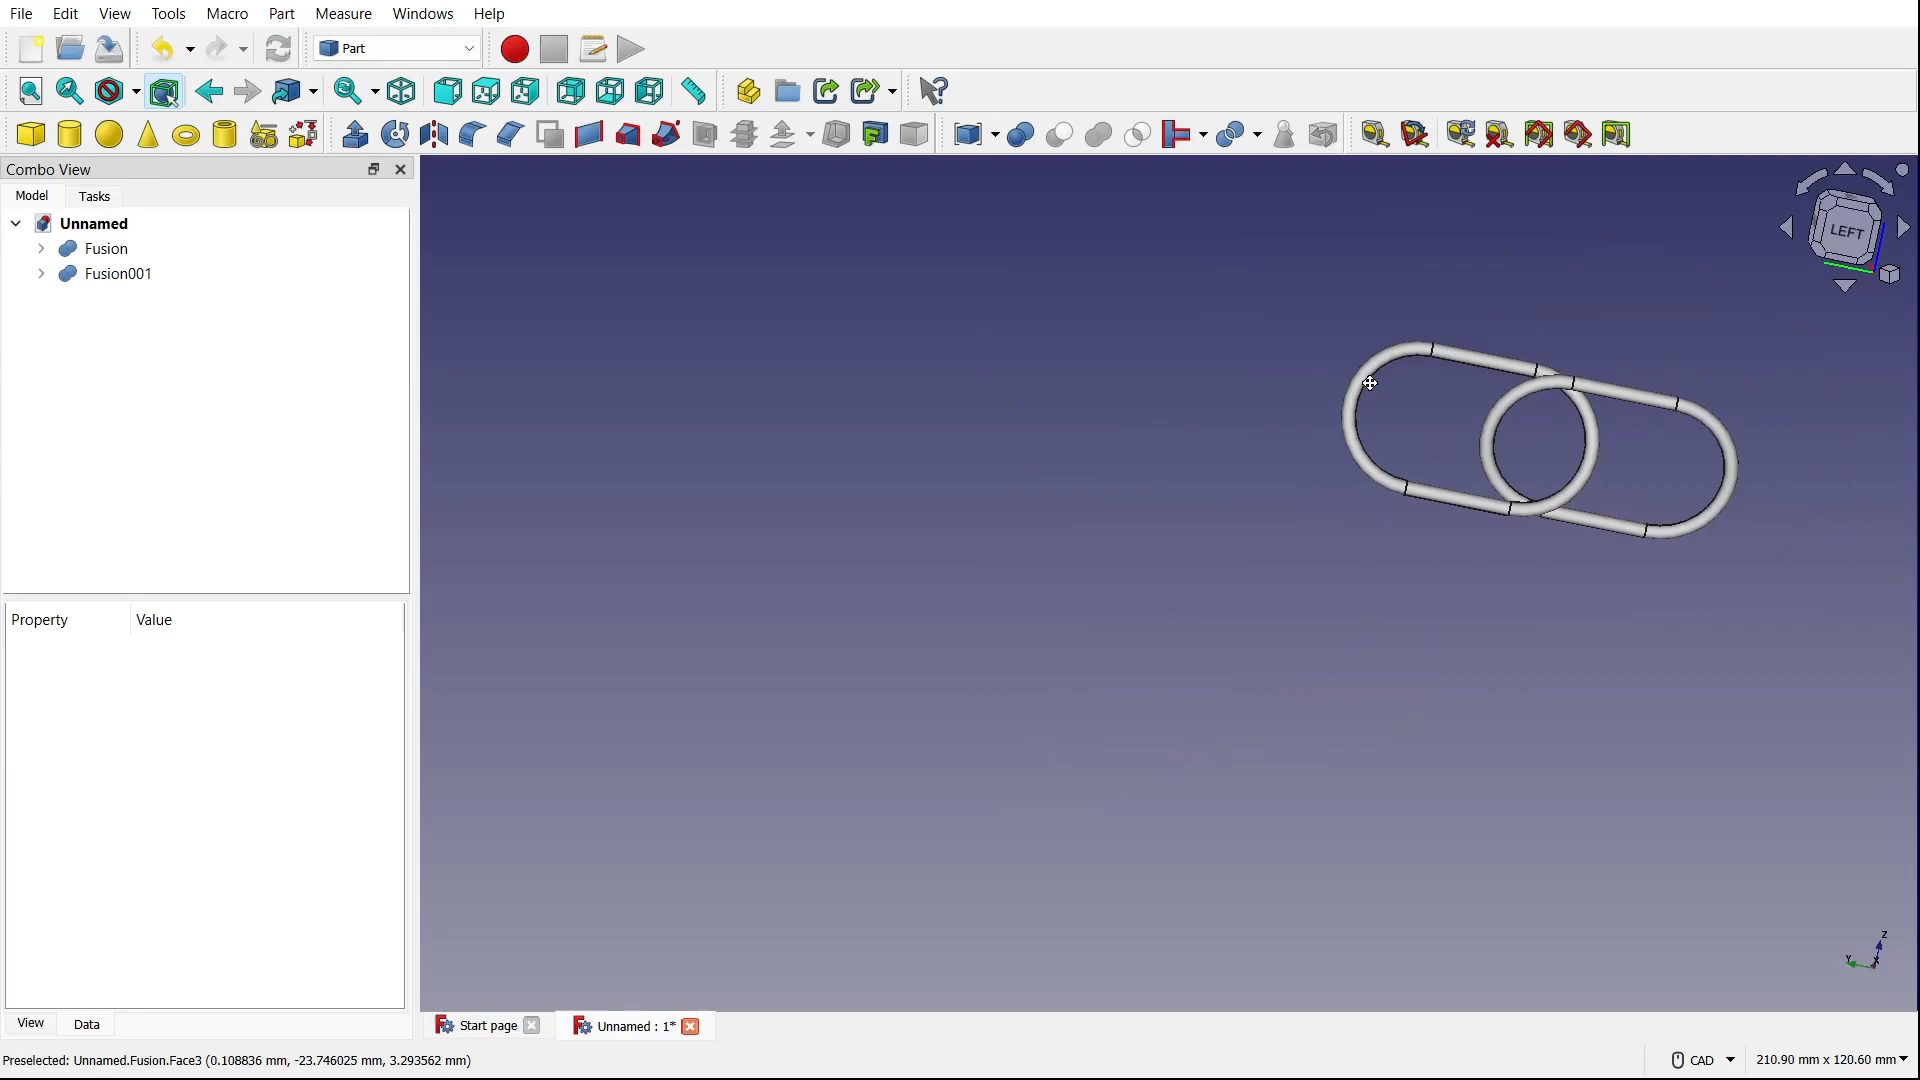 File Edit View Tools Macro Part Measure Windows Help
Part
Combo View
Model Tasks
Unnamed
Fusion
Fusion001
LEFT
Property Value
Z
Y
X
View Data
Start page Unnamed : 1*
Preselected: Unnamed.Fusion.Face3 (0.108836 mm, -23.746025 mm, 3.293562 mm) CAD 210.90 mm x 120.60 mm